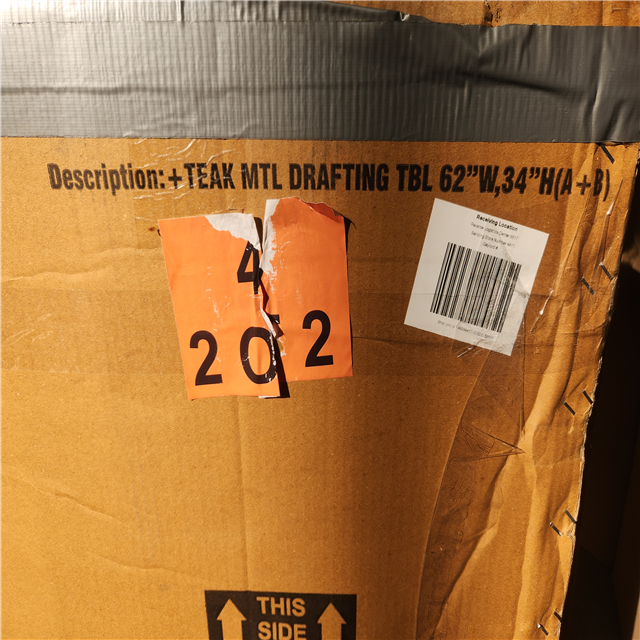 Description:+TEAK MTL DRAFTING TBL 62”W,34”H(A+B)
4
202
Receiving Location
THIS
SIDE